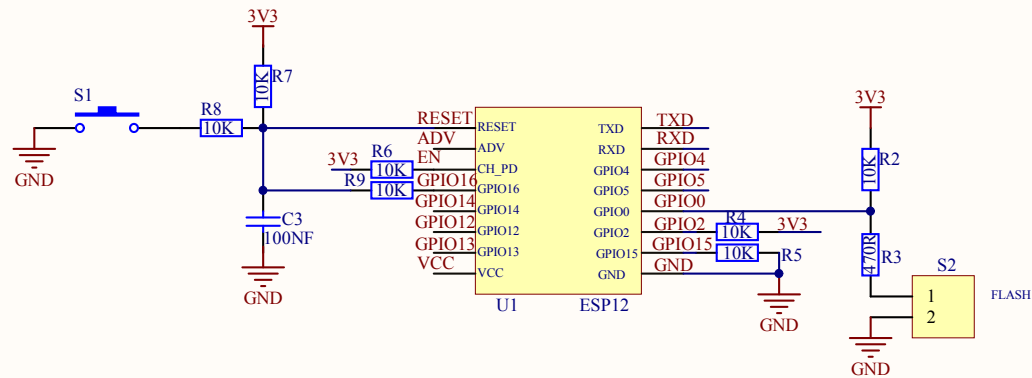 3V3
S1
R8
10K
R7
10K
GND
RESET
ADV
3V3
R6
10K
EN
R9
10K
GPIO16
GPIO14
GPIO12
GPIO13
VCC
C3
100NF
GND
RESET
ADV
CH_PD
GPIO16
GPIO14
GPIO12
GPIO13
VCC
TXD
RXD
GPIO4
GPIO5
GPIO0
GPIO2
GPIO15
GND
U1
ESP12
TXD
RXD
GPIO4
GPIO5
GPIO0
GPIO2
R4
10K
3V3
GPIO15
10K
R5
GND
GND
3V3
R2
10K
R3
470R
S2
1
2
FLASH
GND